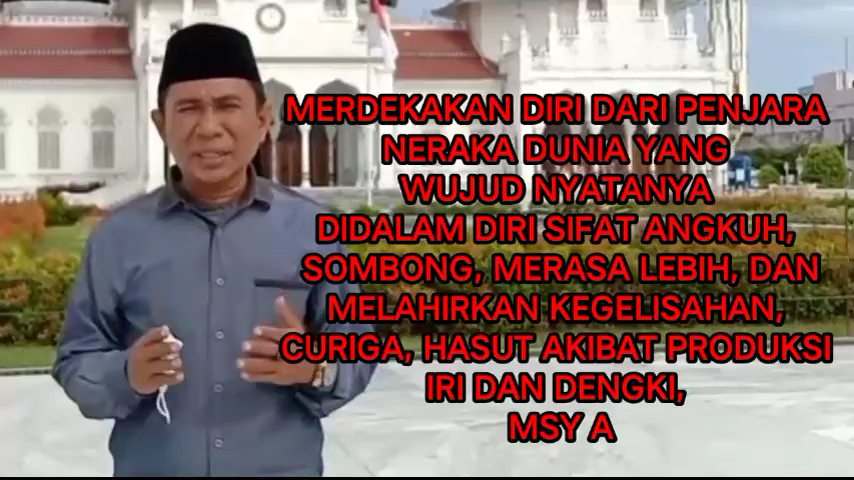 MERDEKAKAN DIRI DARI PENJARA
NERAKA DUNIA YANG
WUJUD NYATANYA
DIDALAM DIRI SIFAT ANGKUH,
SOMBONG, MERASA LEBIH, DAN
MELAHIRKAN KEGELISAHAN,
CURIGA, HASUT AKIBAT PRODUKSI
IRI DAN DENGKI,
MSY A